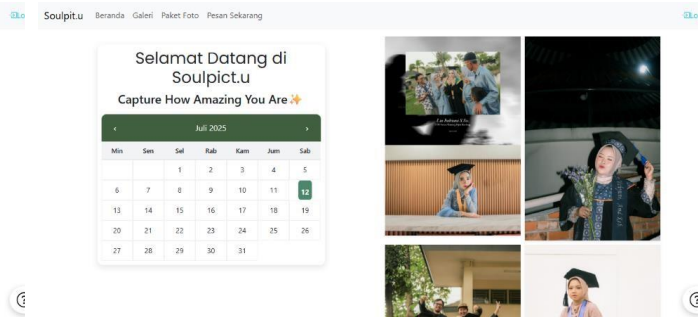 Lo
Soulpit.u Beranda Galeri Paket Foto Pesan Sekarang
Lo
Selamat Datang di
Soulpict.u
Capture How Amazing You Are✨
‹ Juli 2025 ›
Min Sen Sel Rab Kam Jum Sab
1 2 3 4 5
6 7 8 9 10 11 12
13 14 15 16 17 18 19
20 21 22 23 24 25 26
27 28 29 30 31